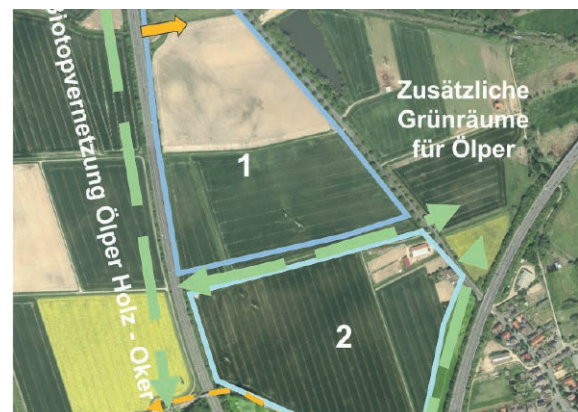 Biotopvernetzung Ölper Holz - Oker
Zusätzliche
Grünräume
für Ölper
1
2